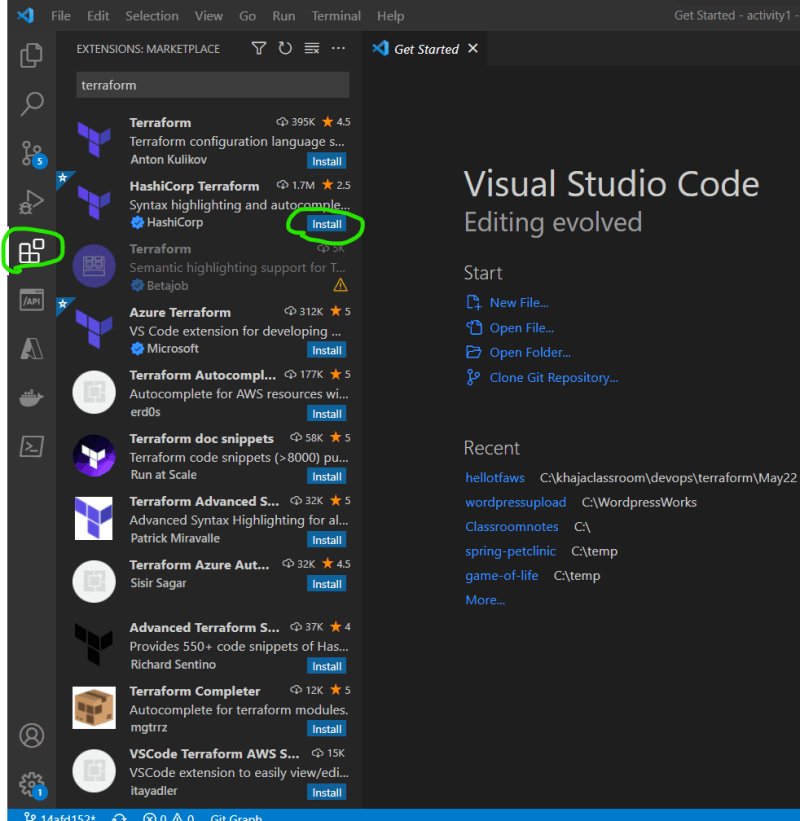 File Edit Selection View Go Run Terminal Help Get Started - activity1 -
EXTENSIONS: MARKETPLACE
Get Started
terraform
Terraform 395K 4.5
Terraform configuration language s...
Anton Kulikov Install
HashiCorp Terraform 1.7M 2.5
Syntax highlighting and autocomple...
HashiCorp Install
Terraform 5K
Semantic highlighting support for T...
Betajob
Azure Terraform 312K 5
VS Code extension for developing ...
Microsoft Install
Terraform Autocompl... 177K 5
Autocomplete for AWS resources wi...
erd0s Install
Terraform doc snippets 58K 5
Terraform code snippets (>8000) pu...
Run at Scale Install
Terraform Advanced S... 32K 5
Advanced Syntax Highlighting for al...
Patrick Miravalle Install
Terraform Azure Aut... 32K 4.5
Sisir Sagar Install
Advanced Terraform S... 37K 4
Provides 550+ code snippets of Has...
Richard Sentino Install
Terraform Completer 12K 5
Autocomplete for terraform modules.
mgtrrz Install
VSCode Terraform AWS S... 15K
VSCode extension to easily view/edi...
itayadler Install
5
/API
1
Visual Studio Code
Editing evolved
Start
New File...
Open File...
Open Folder...
Clone Git Repository...
Recent
hellotfaws C:\khajaclassroom\devops\terraform\May22
wordpressupload C:\WordpressWorks
Classroomnotes C:\
spring-petclinic C:\temp
game-of-life C:\temp
More...
14afd152* 0 0 Git Graph